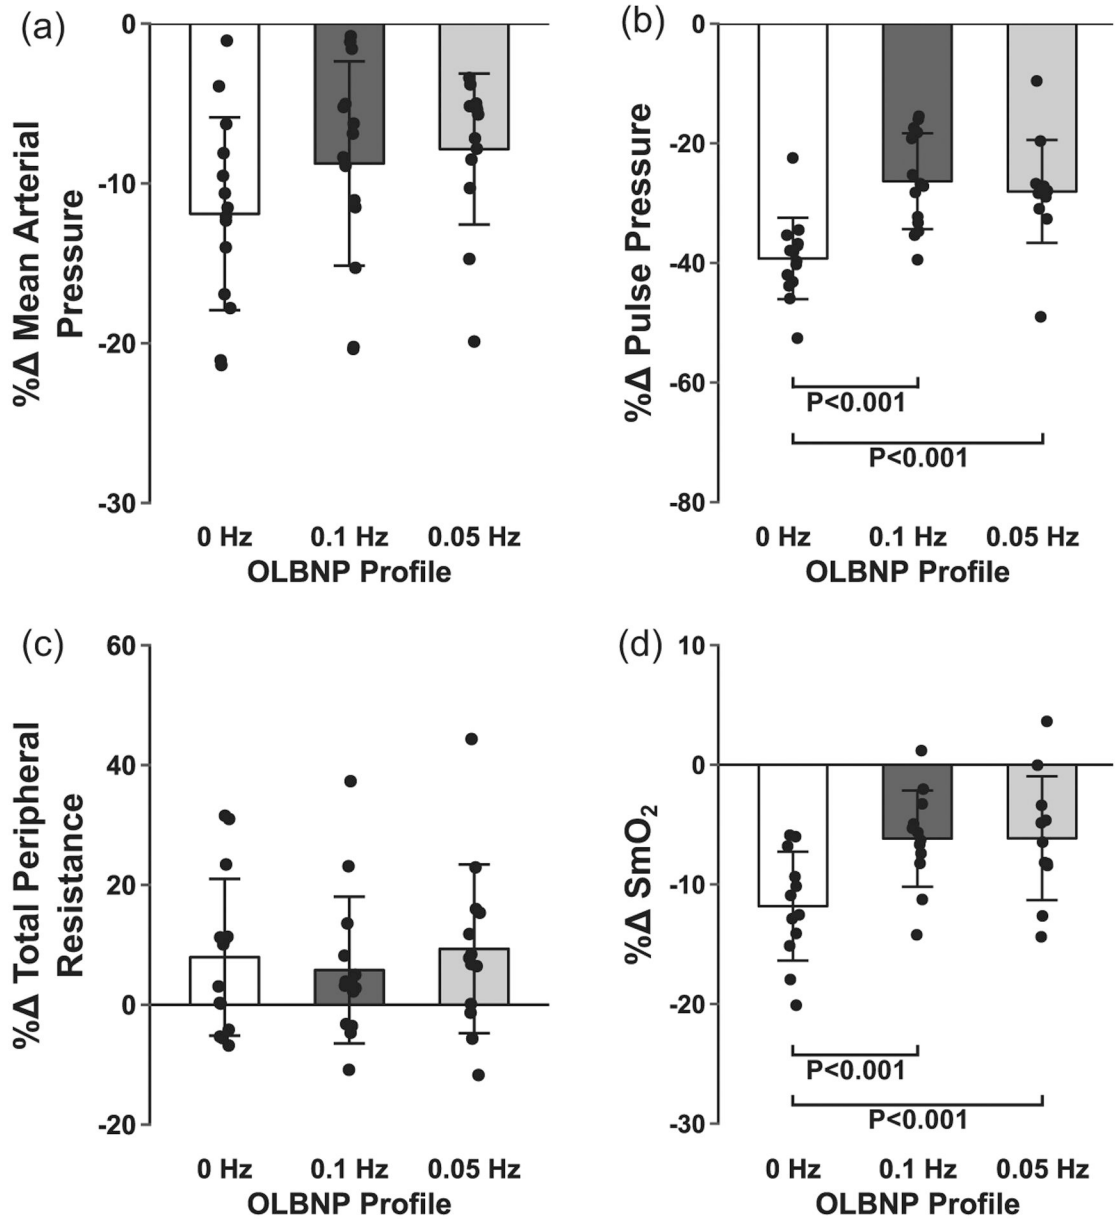 (a)
%Δ Mean Arterial
Pressure
0
-10
-20
-30
0 Hz 0.1 Hz 0.05 Hz
OLBNP Profile
(b)
%Δ Pulse Pressure
0
-20
-40
-60
-80
P<0.001
P<0.001
0 Hz 0.1 Hz 0.05 Hz
OLBNP Profile
(c)
%Δ Total Peripheral
Resistance
60
40
20
0
-20
0 Hz 0.1 Hz 0.05 Hz
OLBNP Profile
(d)
%Δ SmO₂
10
0
-10
-20
-30
P<0.001
P<0.001
0 Hz 0.1 Hz 0.05 Hz
OLBNP Profile